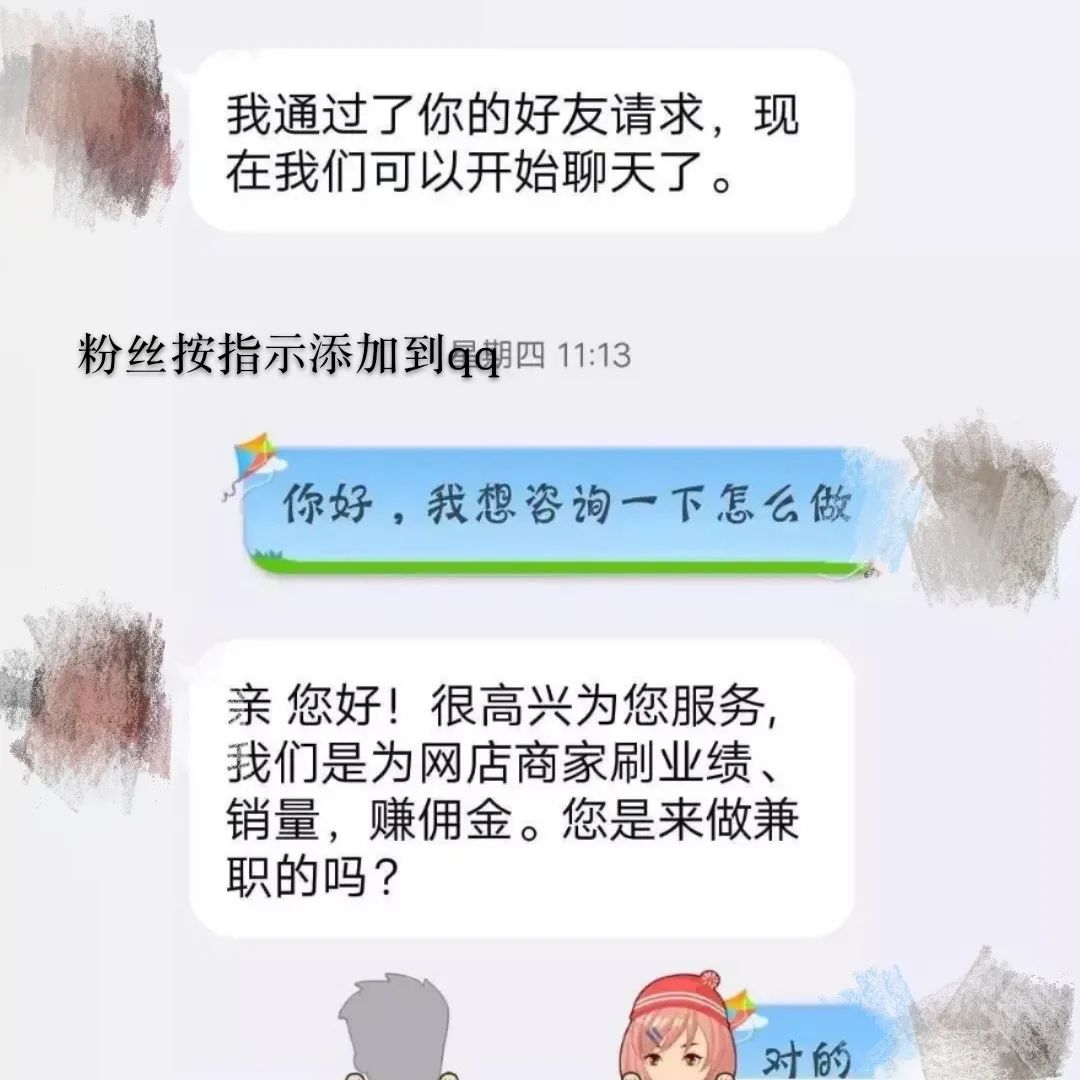 我通过了你的好友请求，现
在我们可以开始聊天了。
粉丝按指示添加到qq
星期四 11:13
你好，我想咨询一下怎么做
亲 您好！很高兴为您服务,
我们是为网店商家刷业绩、
销量，赚佣金。您是来做兼
职的吗?
对的